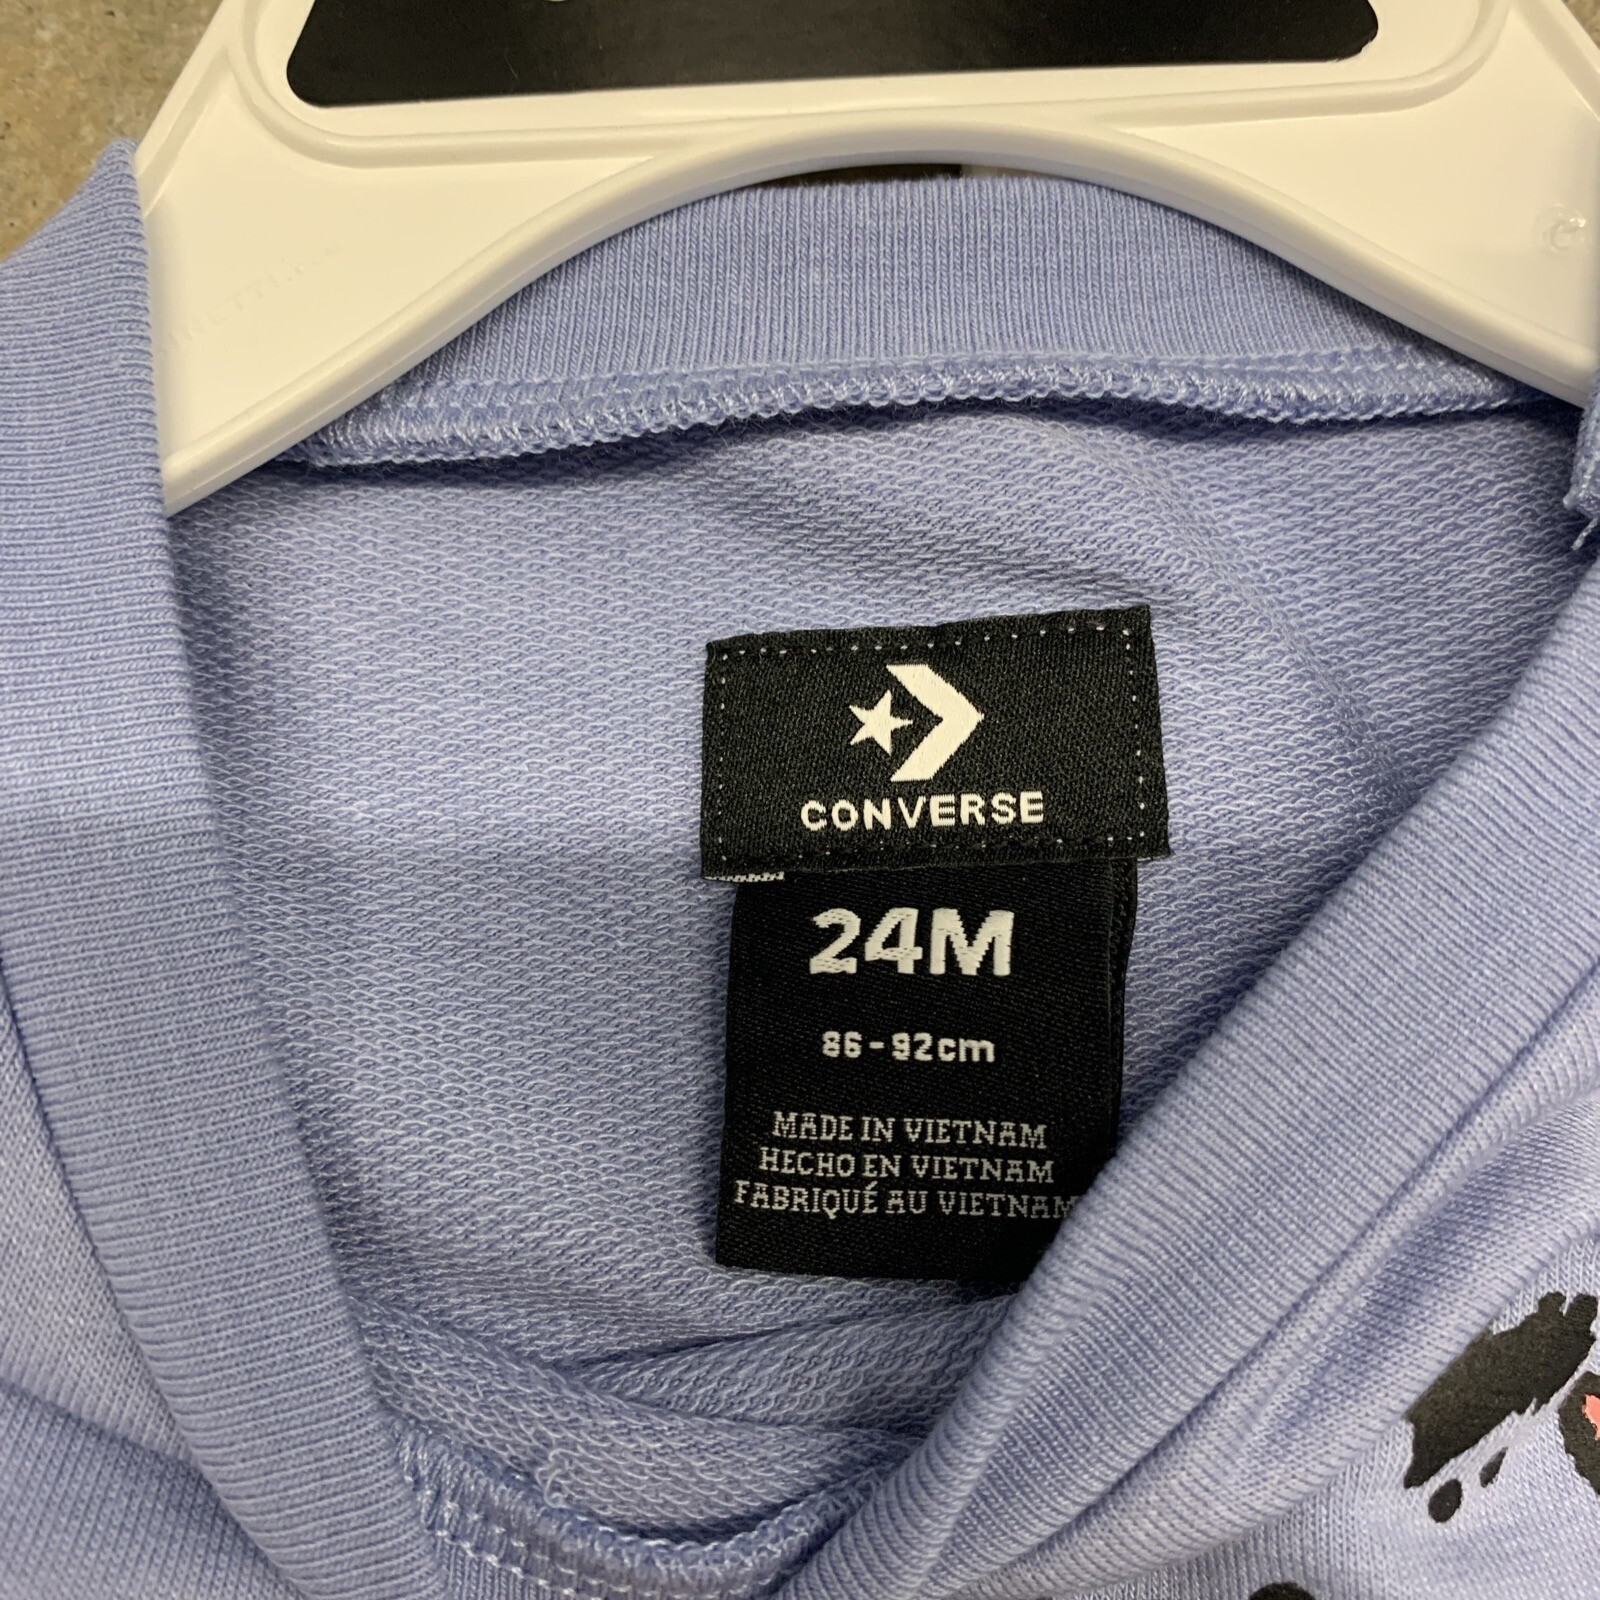 CONVERSE
24M
86-92cm
MADE IN VIETNAM
HECHO EN VIETNAM
FABRIQUÉ AU VIETNAM